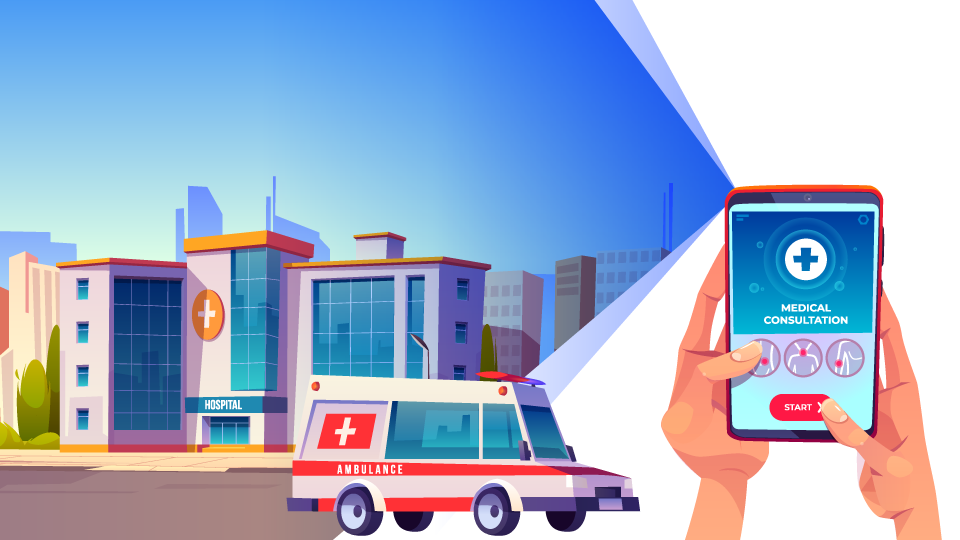 HOSPITAL
AMBULANCE
MEDICAL
CONSULTATION
START